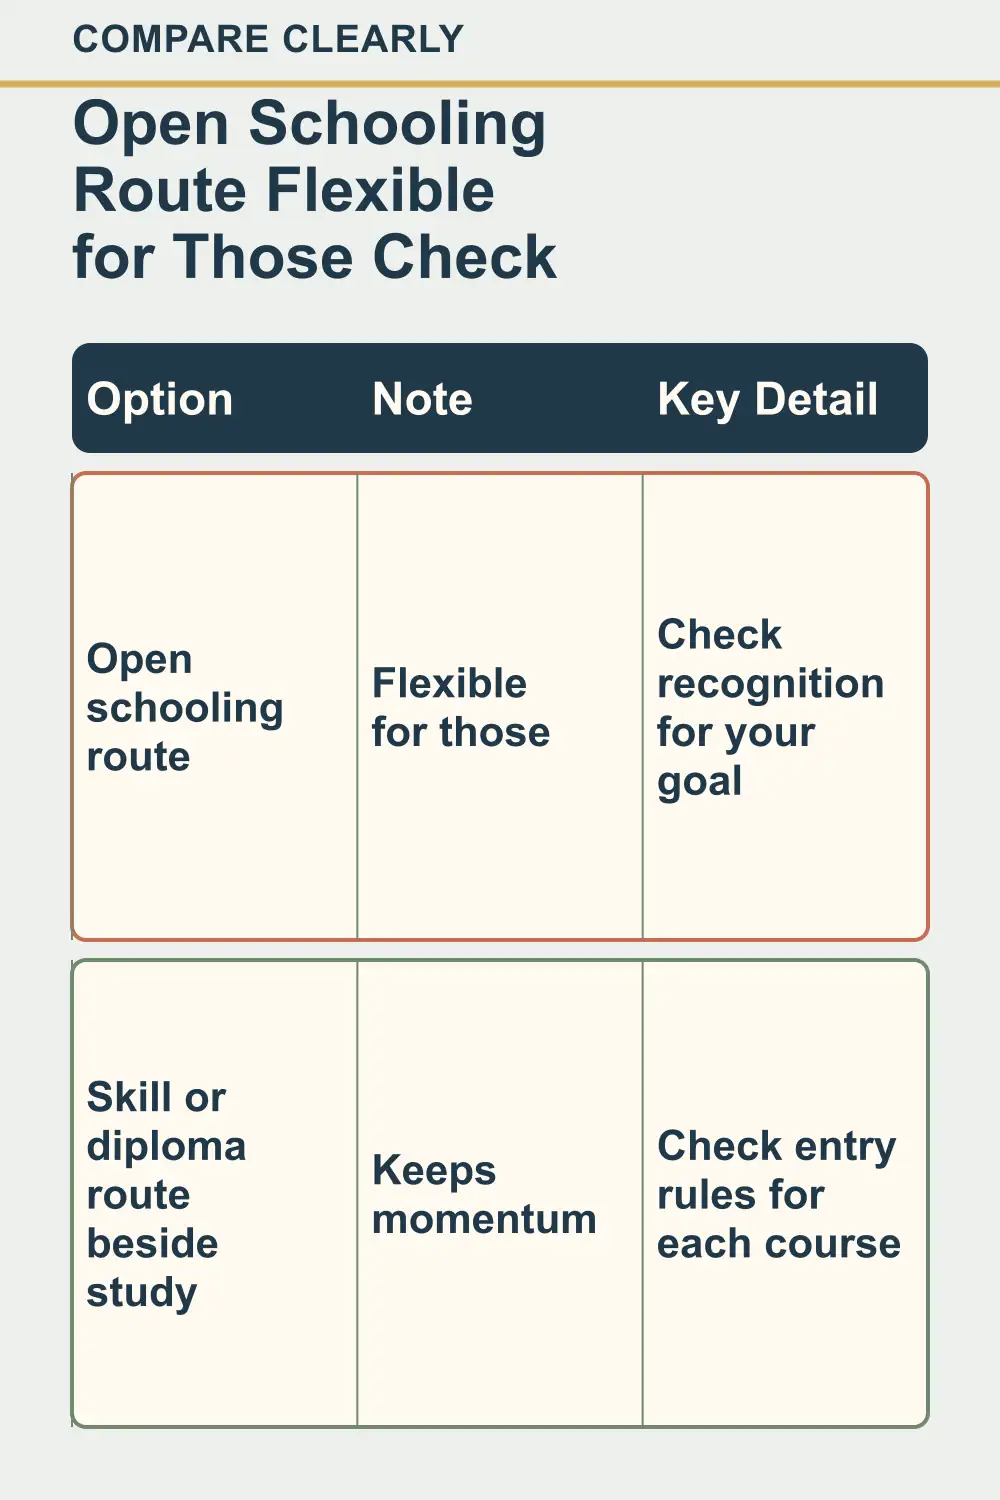 COMPARE CLEARLY
Open Schooling
Route Flexible
for Those Check
Option
Note
Key Detail
Open
schooling
route
Flexible
for those
Check
recognition
for your
goal
Skill or
diploma
route
beside
study
Keeps
momentum
Check entry
rules for
each course